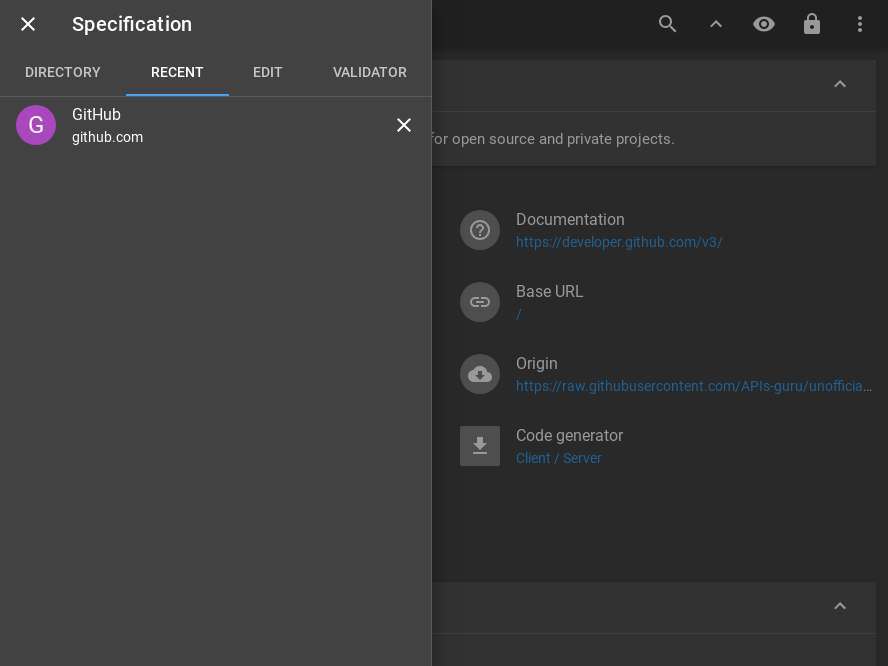 Specification
DIRECTORY RECENT EDIT VALIDATOR
G
GitHub
github.com
for open source and private projects.
Documentation
https://developer.github.com/v3/
Base URL
/
Origin
https://raw.githubusercontent.com/APIs-guru/unofficia...
Code generator
Client / Server